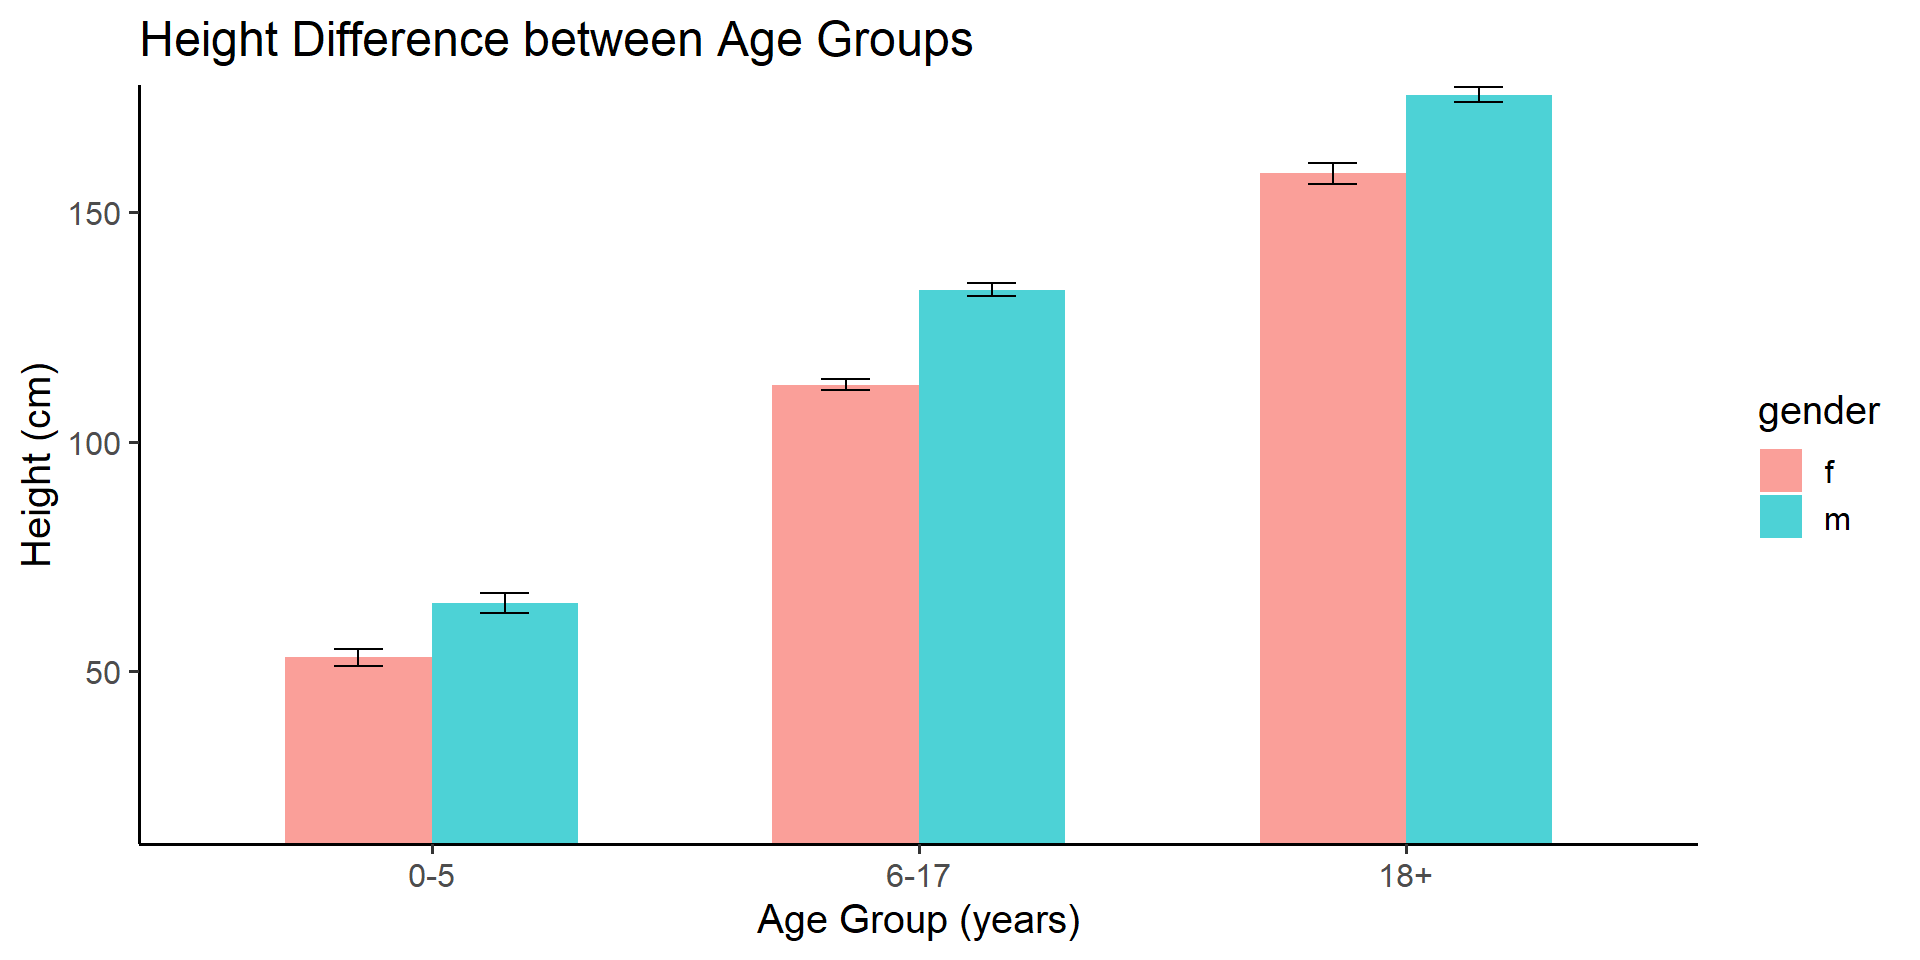 Height Difference between Age Groups
Height (cm)
150
100
50
0-5
6-17
18+
Age Group (years)
gender
f
m